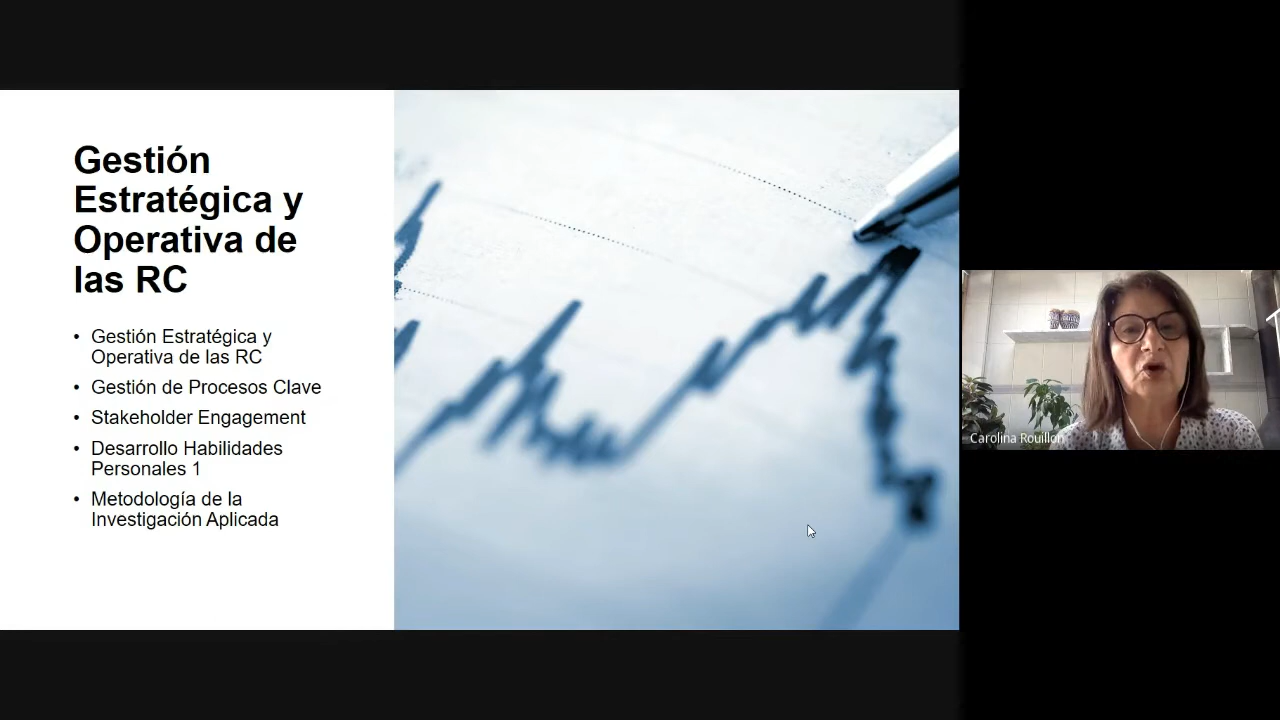 Gestión
Estratégica y
Operativa de
las RC
• Gestión Estratégica y
Operativa de las RC
• Gestión de Procesos Clave
• Stakeholder Engagement
• Desarrollo Habilidades
Personales 1
• Metodología de la
Investigación Aplicada
Carolina Rouillon